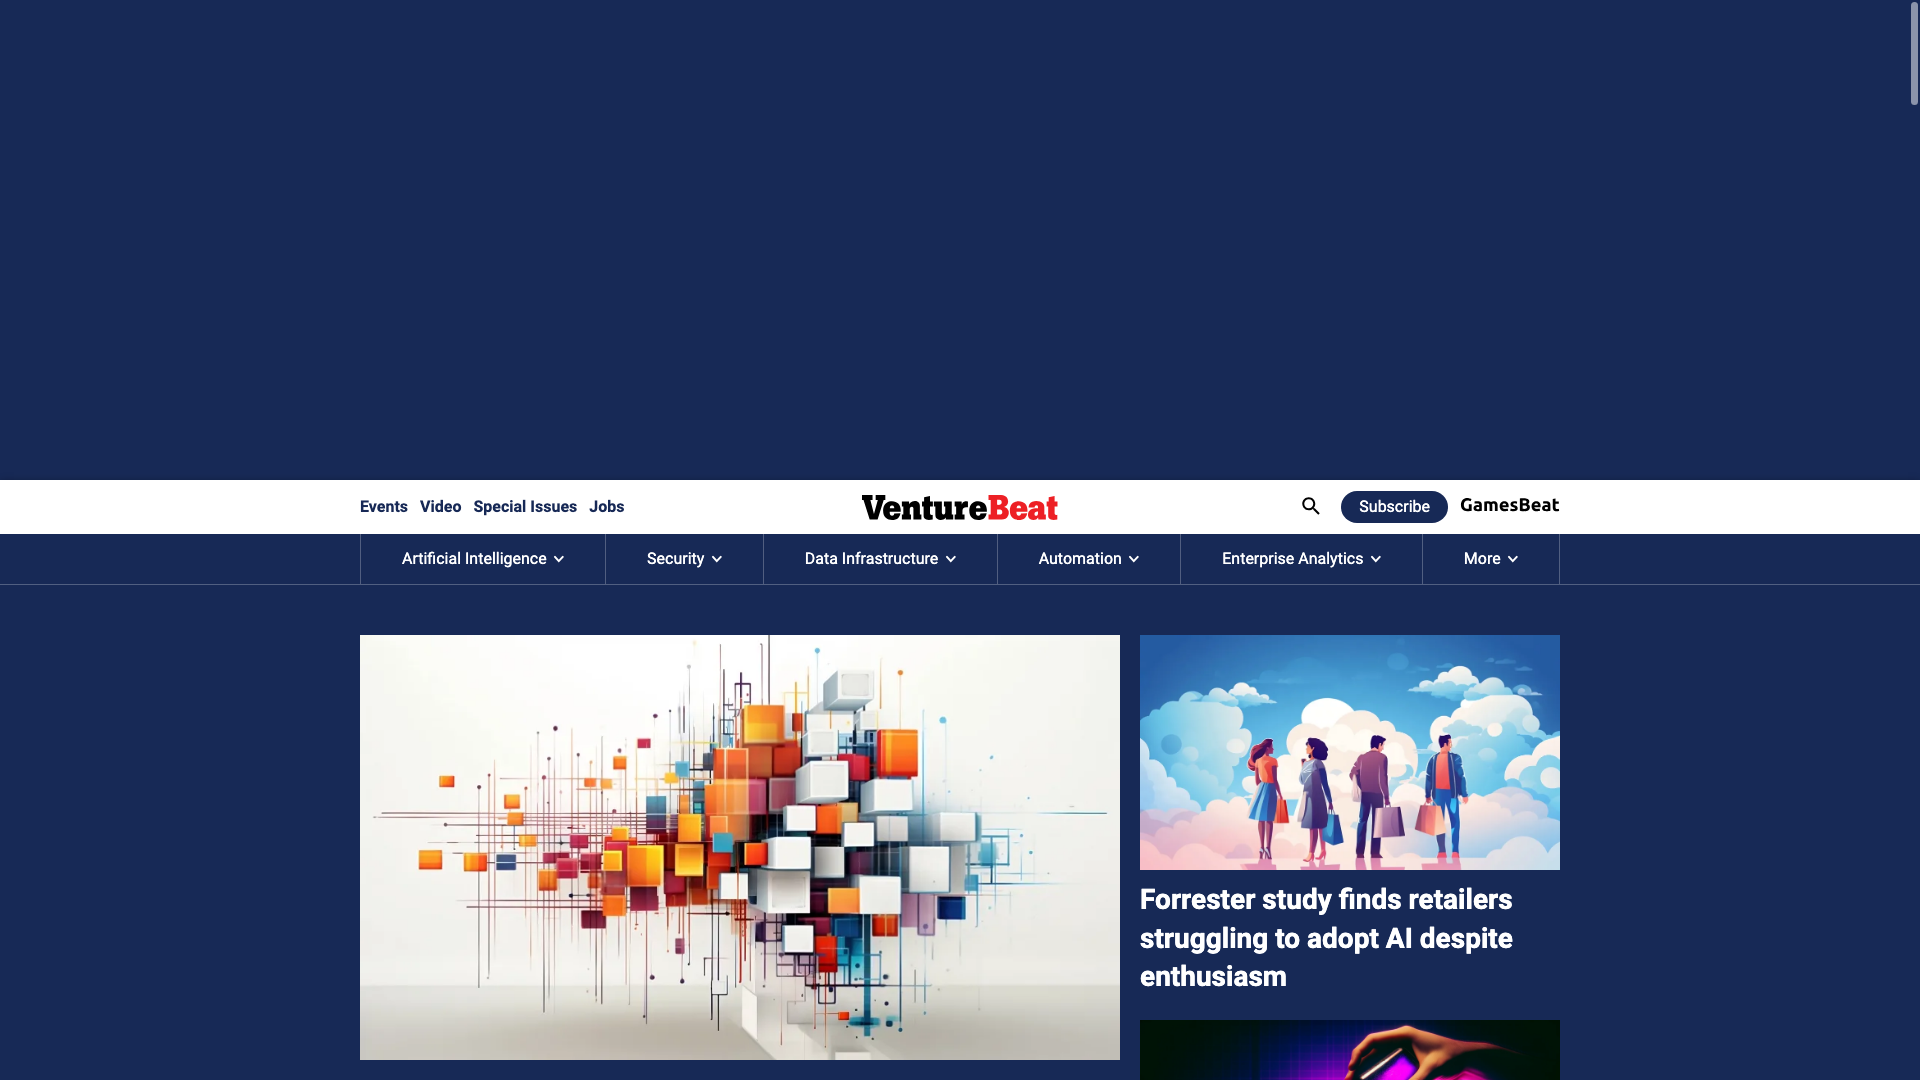 Events Video Special Issues Jobs VentureBeat Subscribe GamesBeat
Artificial Intelligence Security Data Infrastructure Automation Enterprise Analytics More
Forrester study finds retailers
struggling to adopt AI despite
enthusiasm